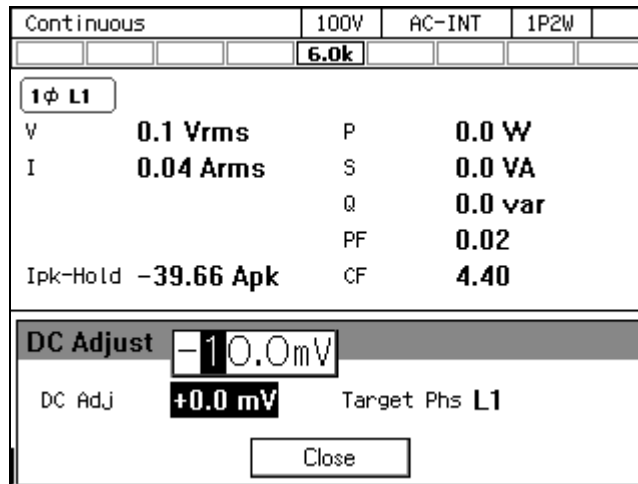 Continuous 100V AC-INT 1P2W
6.0k
1ϕ L1
V 0.1 Vrms P 0.0 W
I 0.04 Arms S 0.0 VA
Q 0.0 var
PF 0.02
Ipk-Hold -39.66 Apk CF 4.40
DC Adjust -10.0mV
DC Adj +0.0 mV Target Phs L1
Close